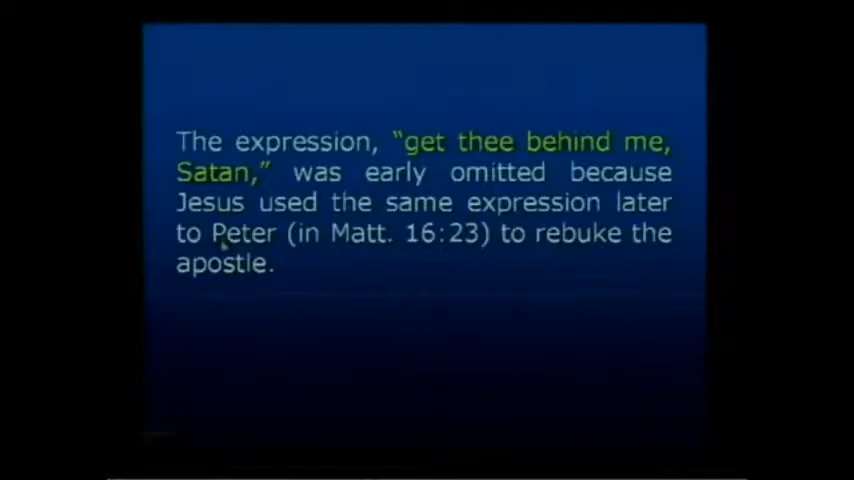 The expression, “get thee behind me,
Satan,” was early omitted because
Jesus used the same expression later
to Peter (in Matt. 16:23) to rebuke the
apostle.